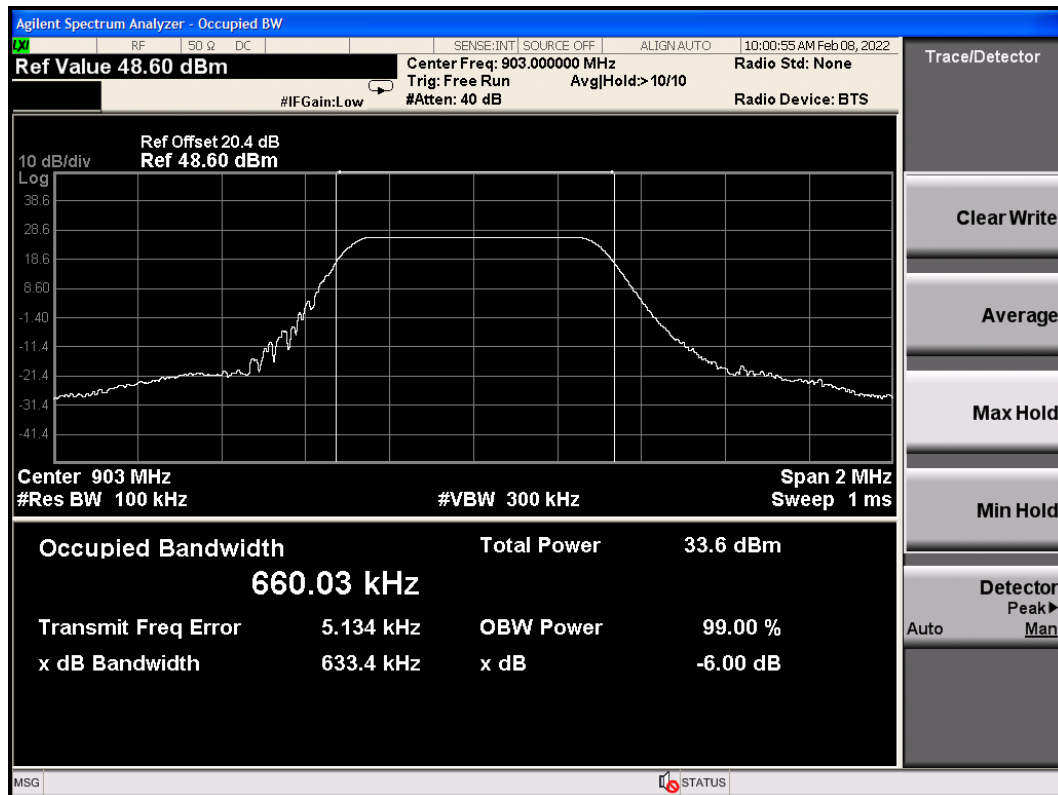 Agilent Spectrum Analyzer - Occupied BW
LXI RF 50 Ω DC SENSE:INT SOURCE OFF ALIGN AUTO 10:00:55 AM Feb 08, 2022
Ref Value 48.60 dBm Center Freq: 903.000000 MHz Radio Std: None
Trig: Free Run Avg|Hold:> 10/10
#IFGain:Low #Atten: 40 dB Radio Device: BTS
Trace/Detector
Ref Offset 20.4 dB
10 dB/div Ref 48.60 dBm
Log
38.6
28.6
18.6
8.60
-1.40
-11.4
-21.4
-31.4
-41.4
Center 903 MHz Span 2 MHz
#Res BW 100 kHz #VBW 300 kHz Sweep 1 ms
Occupied Bandwidth Total Power 33.6 dBm
660.03 kHz
Transmit Freq Error 5.134 kHz OBW Power 99.00 %
x dB Bandwidth 633.4 kHz x dB -6.00 dB
Clear Write
Average
Max Hold
Min Hold
Detector
Peak▶
Auto Man
MSG STATUS